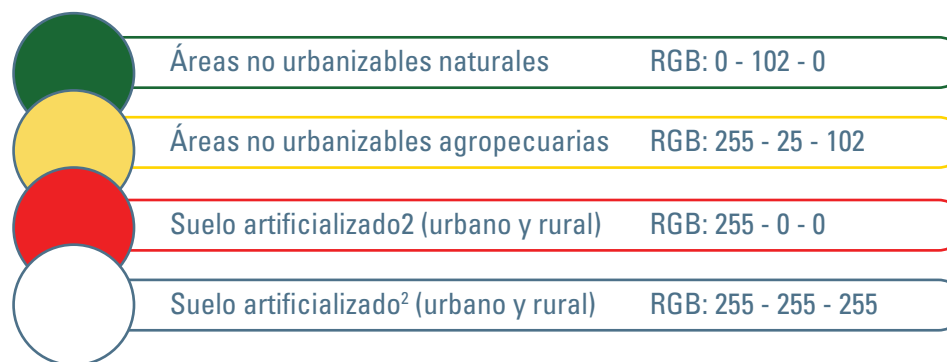 Áreas no urbanizables naturales RGB: 0 - 102 - 0
Áreas no urbanizables agropecuarias RGB: 255 - 25 - 102
Suelo artificializado2 (urbano y rural) RGB: 255 - 0 - 0
Suelo artificializado² (urbano y rural) RGB: 255 - 255 - 255